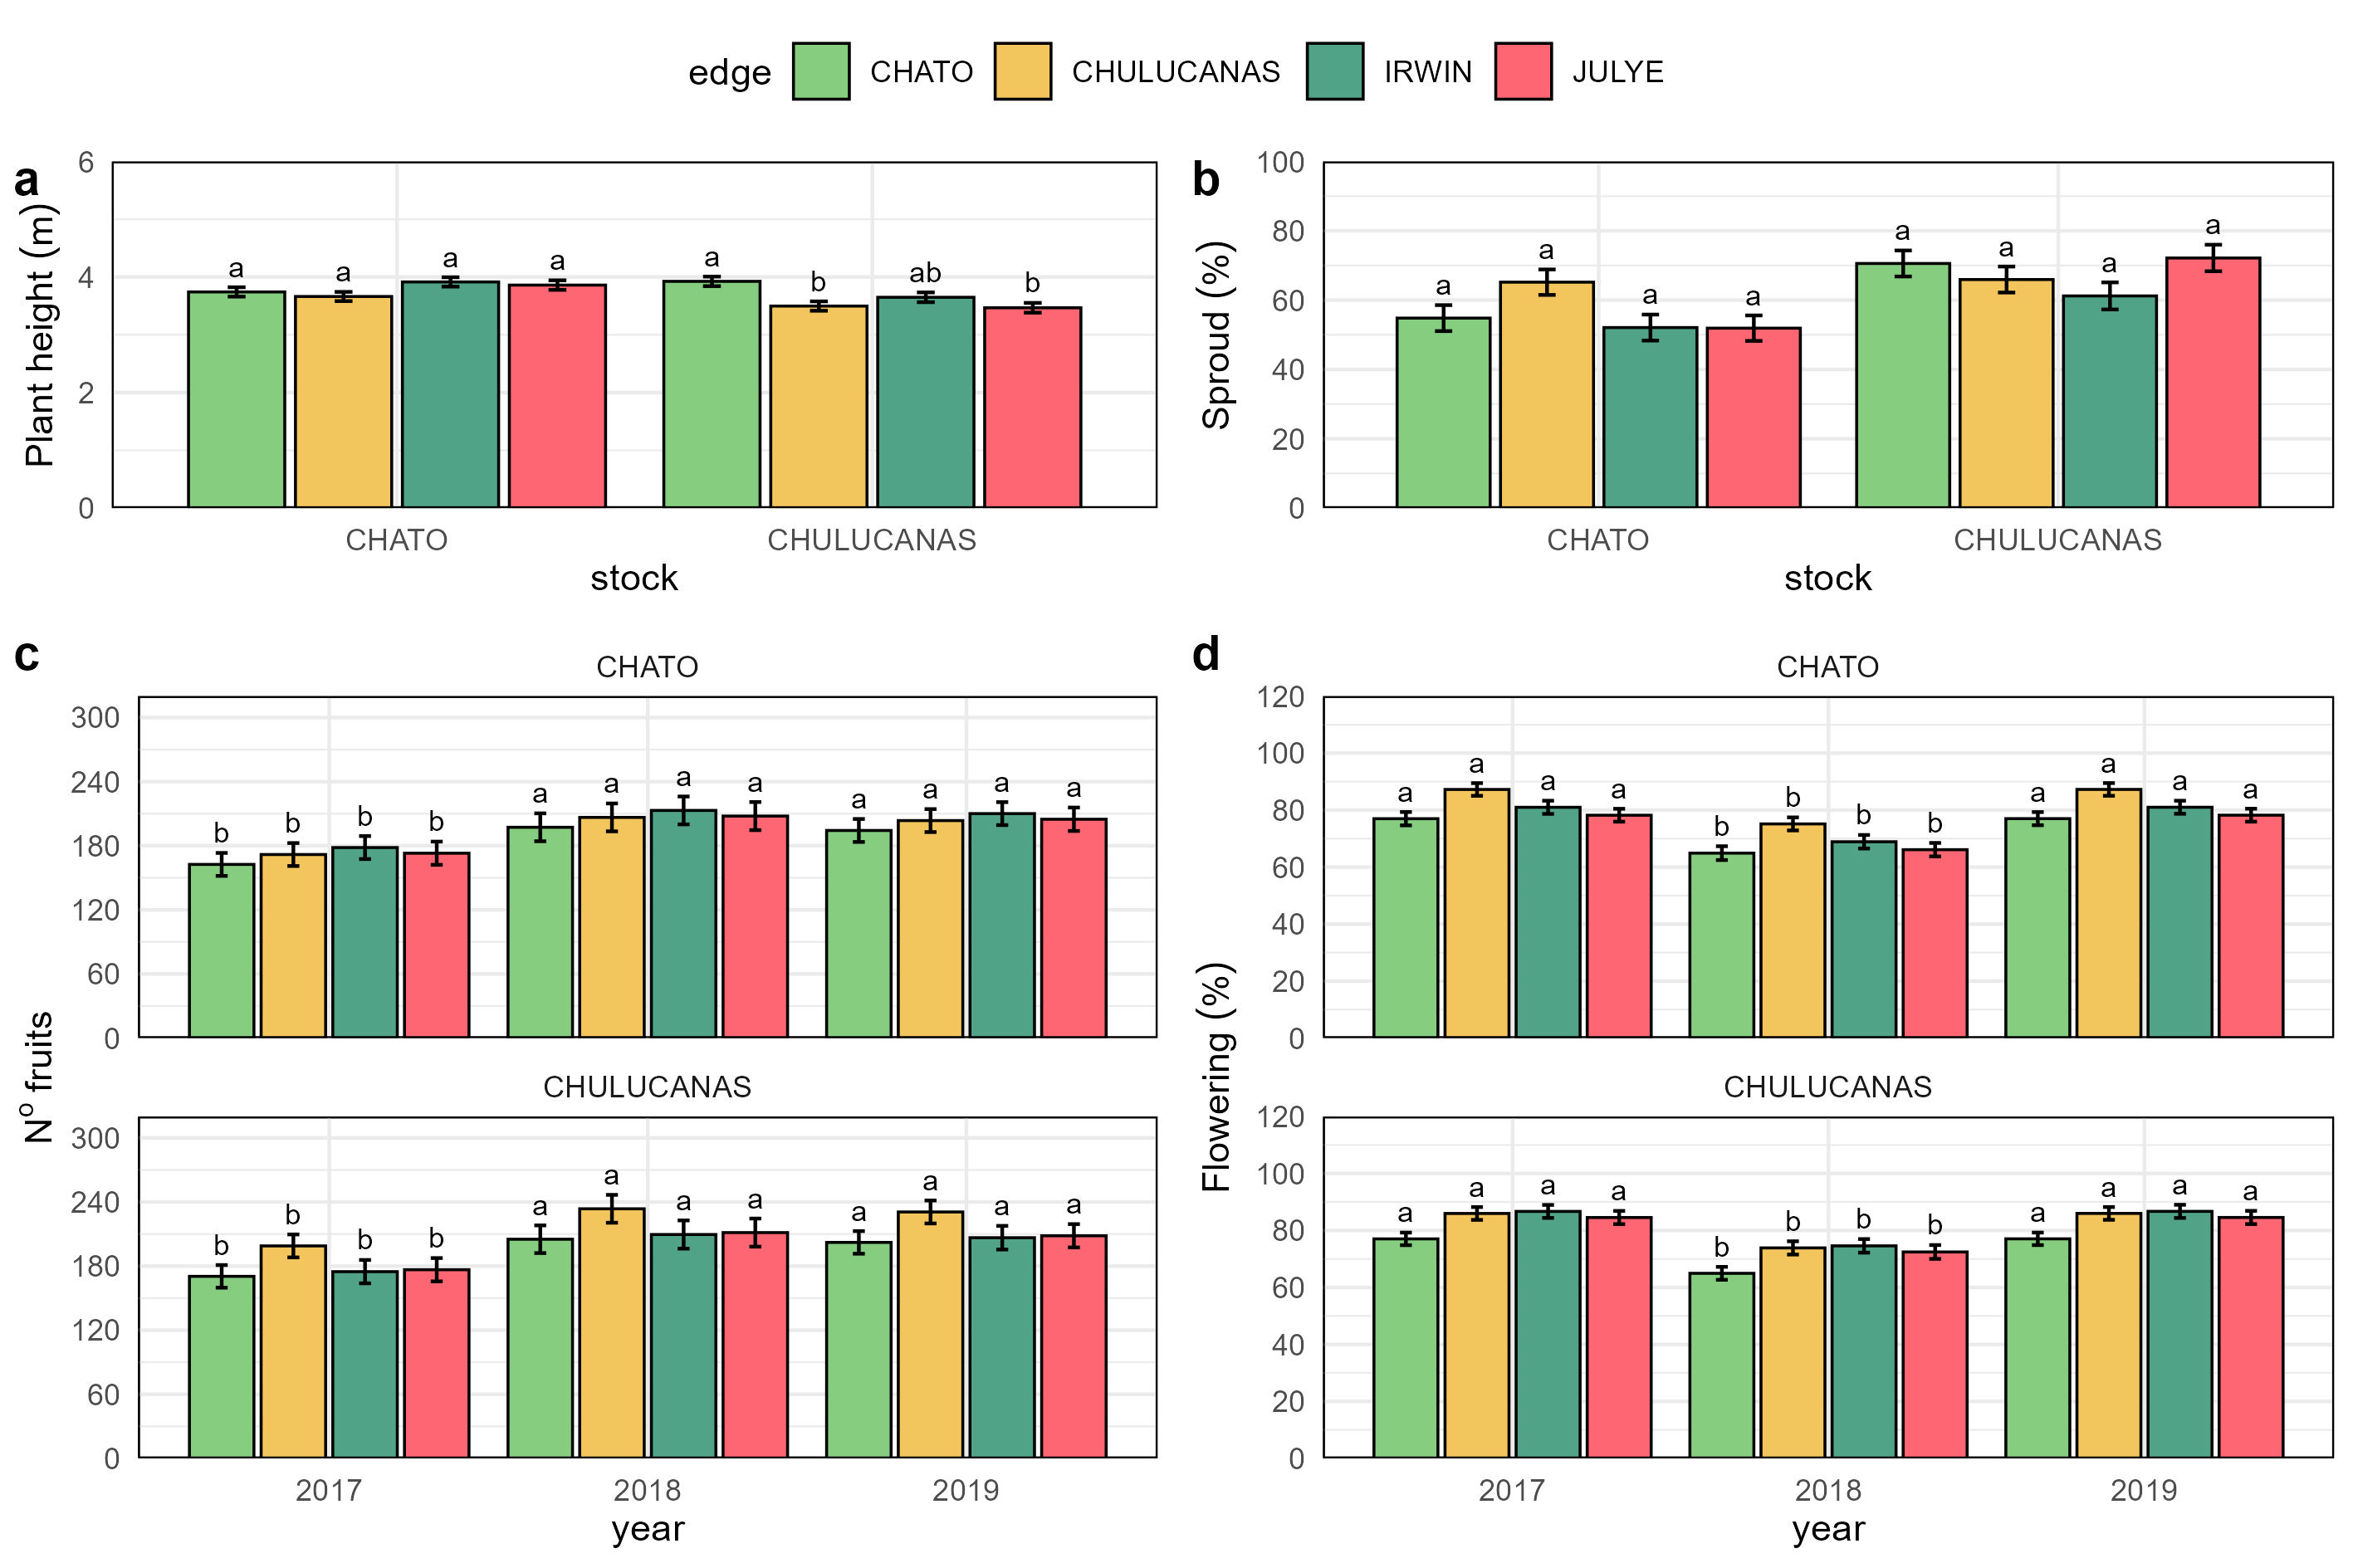 edge CHATO CHULUCANAS IRWIN JULYE
a
Plant height (m)
6
4
2
0
a a a a a b ab b
CHATO CHULUCANAS
stock
b
Sproud (%)
100
80
60
40
20
0
a a a a a a a a
CHATO CHULUCANAS
stock
c
Nº fruits
CHATO
300
240
180
120
60
0
b b b b a a a a a a a a
CHULUCANAS
300
240
180
120
60
0
b b b b a a a a a a a a
2017 2018 2019
year
d
Flowering (%)
CHATO
120
100
80
60
40
20
0
a a a a b b b b a a a a
CHULUCANAS
120
100
80
60
40
20
0
a a a a b b b b a a a a
2017 2018 2019
year